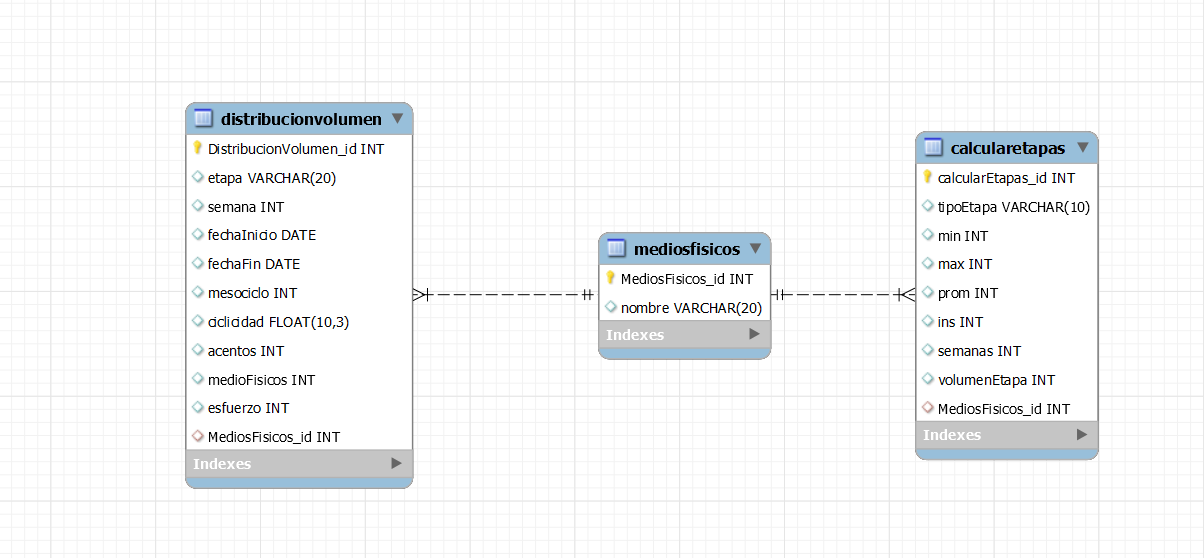 distribucionvolumen
DistribucionVolumen_id INT
etapa VARCHAR(20)
semana INT
fechaInicio DATE
fechaFin DATE
mesociclo INT
ciclicidad FLOAT(10,3)
acentos INT
medioFisicos INT
esfuerzo INT
MediosFisicos_id INT
Indexes
mediosfisicos
MediosFisicos_id INT
nombre VARCHAR(20)
Indexes
calcularetapas
calcularEtapas_id INT
tipoEtapa VARCHAR(10)
min INT
max INT
prom INT
ins INT
semanas INT
volumenEtapa INT
MediosFisicos_id INT
Indexes